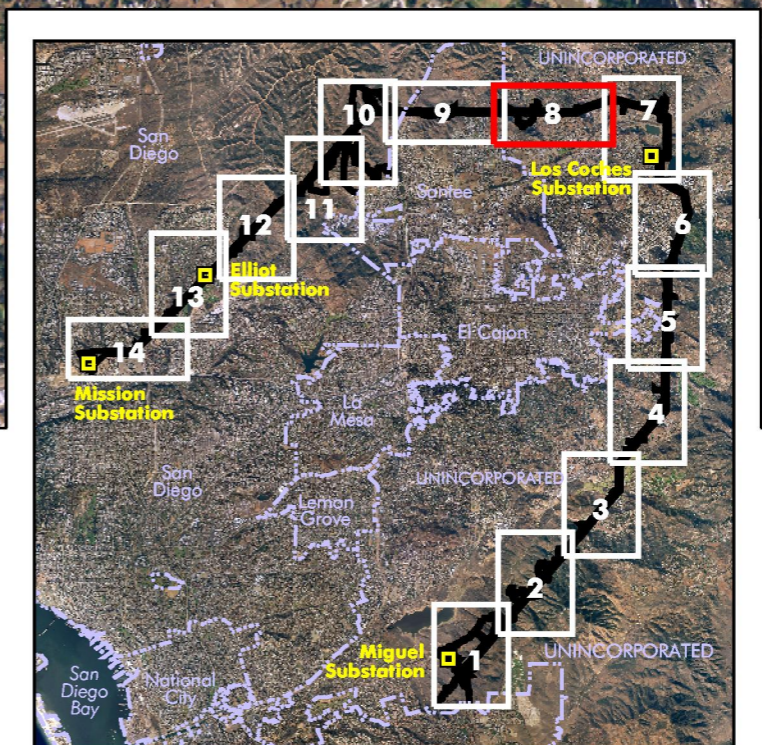 UNINCORPORATED
San
Diego
10
9
8
7
Los Coches
Substation
Santee
11
6
12
Elliot
Substation
13
5
El Cajon
14
Mission
Substation
La
Mesa
4
San
Diego
UNINCORPORATED
Lemon
Grove
3
2
Miguel
Substation
1
UNINCORPORATED
San
Diego
Bay
National
City